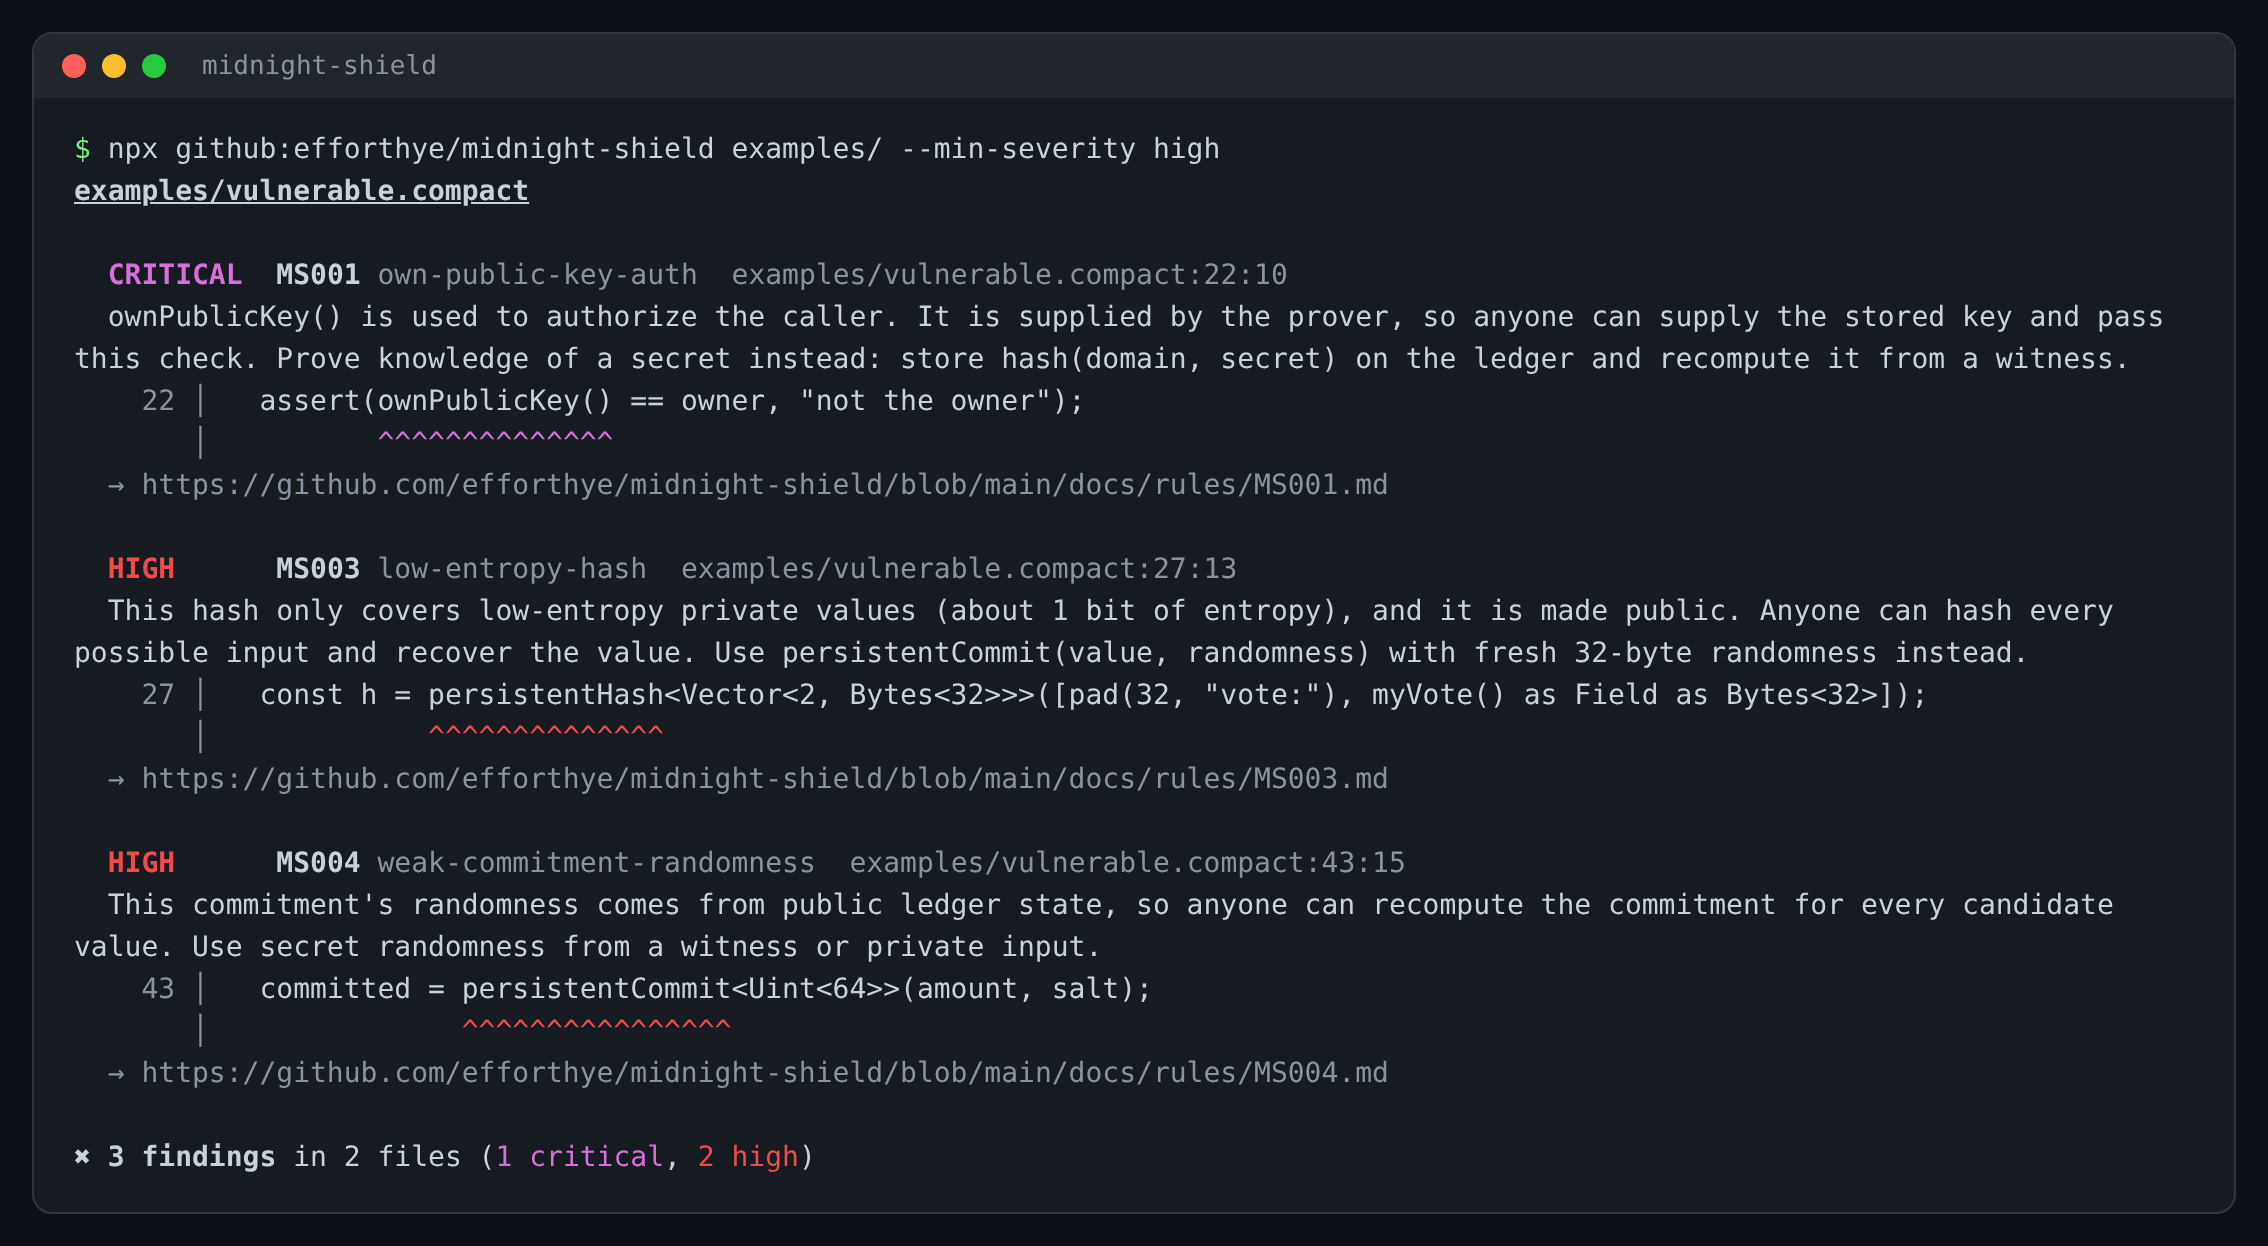 midnight-shield
$ npx github:efforthye/midnight-shield examples/ --min-severity high
examples/vulnerable.compact
CRITICAL  MS001 own-public-key-auth  examples/vulnerable.compact:22:10
ownPublicKey() is used to authorize the caller. It is supplied by the prover, so anyone can supply the stored key and pass
this check. Prove knowledge of a secret instead: store hash(domain, secret) on the ledger and recompute it from a witness.
22 │   assert(ownPublicKey() == owner, "not the owner");
│          ^^^^^^^^^^^^^^
→ https://github.com/efforthye/midnight-shield/blob/main/docs/rules/MS001.md
HIGH      MS003 low-entropy-hash  examples/vulnerable.compact:27:13
This hash only covers low-entropy private values (about 1 bit of entropy), and it is made public. Anyone can hash every
possible input and recover the value. Use persistentCommit(value, randomness) with fresh 32-byte randomness instead.
27 │   const h = persistentHash<Vector<2, Bytes<32>>>([pad(32, "vote:"), myVote() as Field as Bytes<32>]);
│             ^^^^^^^^^^^^^^
→ https://github.com/efforthye/midnight-shield/blob/main/docs/rules/MS003.md
HIGH      MS004 weak-commitment-randomness  examples/vulnerable.compact:43:15
This commitment's randomness comes from public ledger state, so anyone can recompute the commitment for every candidate
value. Use secret randomness from a witness or private input.
43 │   committed = persistentCommit<Uint<64>>(amount, salt);
│               ^^^^^^^^^^^^^^^^
→ https://github.com/efforthye/midnight-shield/blob/main/docs/rules/MS004.md
✖ 3 findings in 2 files (1 critical, 2 high)